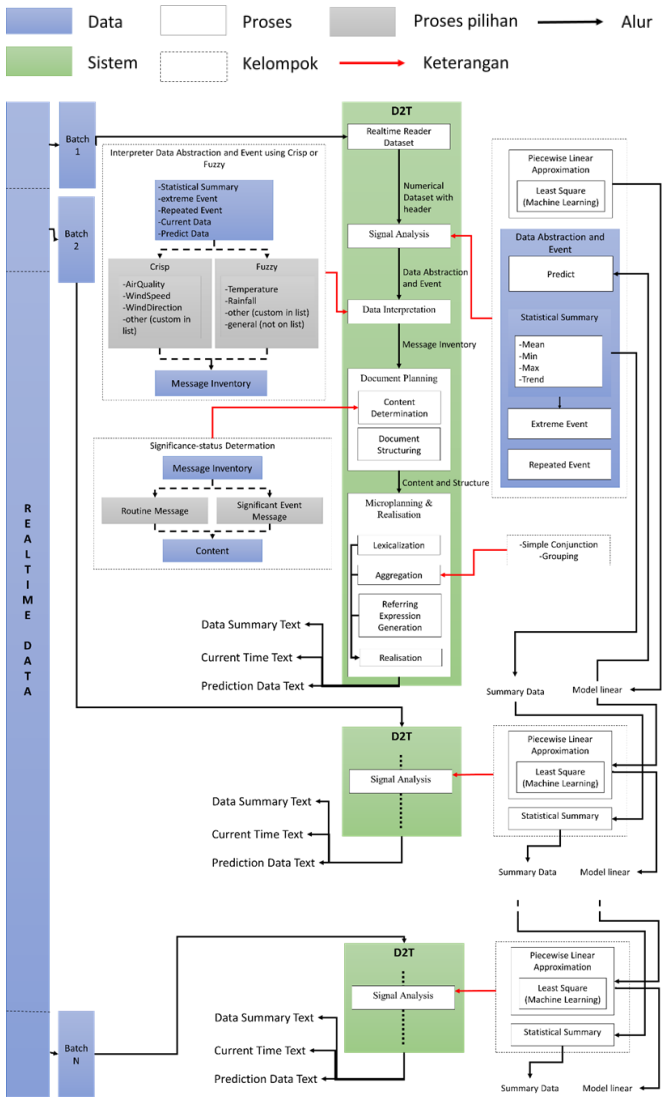 Data
Proses
Proses pilihan
Alur
Sistem
Kelompok
Keterangan
REALTIME DATA
Batch
1
Batch
2
Batch
N
Interpreter Data Abstraction and Event using Crisp or
Fuzzy
-Statistical Summary
-extreme Event
-Repeated Event
-Current Data
-Predict Data
Crisp
-AirQuality
-WindSpeed
-WindDirection
-other (custom in
list)
Fuzzy
-Temperature
-Rainfall
-other (custom in list)
-general (not on list)
Message Inventory
Significance-status Determation
Message Inventory
Routine Message
Significant Event
Message
Content
D2T
Realtime Reader
Dataset
Numerical
Dataset with
header
Signal Analysis
Data Abstraction
and Event
Data Interpretation
Message Inventory
Document Planning
Content
Determination
Document
Structuring
Content and Structure
Microplanning &
Realisation
Lexicalization
Aggregation
Referring
Expression
Generation
Realisation
Data Summary Text
Current Time Text
Prediction Data Text
Piecewise Linear
Approximation
Least Square
(Machine Learning)
Data Abstraction and
Event
Predict
Statistical Summary
-Mean
-Min
-Max
-Trend
Extreme Event
Repeated Event
-Simple Conjunction
-Grouping
Summary Data
Model linear
D2T
Signal Analysis
Data Summary Text
Current Time Text
Prediction Data Text
Piecewise Linear
Approximation
Least Square
(Machine Learning)
Statistical Summary
Summary Data
Model linear
D2T
Signal Analysis
Data Summary Text
Current Time Text
Prediction Data Text
Piecewise Linear
Approximation
Least Square
(Machine Learning)
Statistical Summary
Summary Data
Model linear